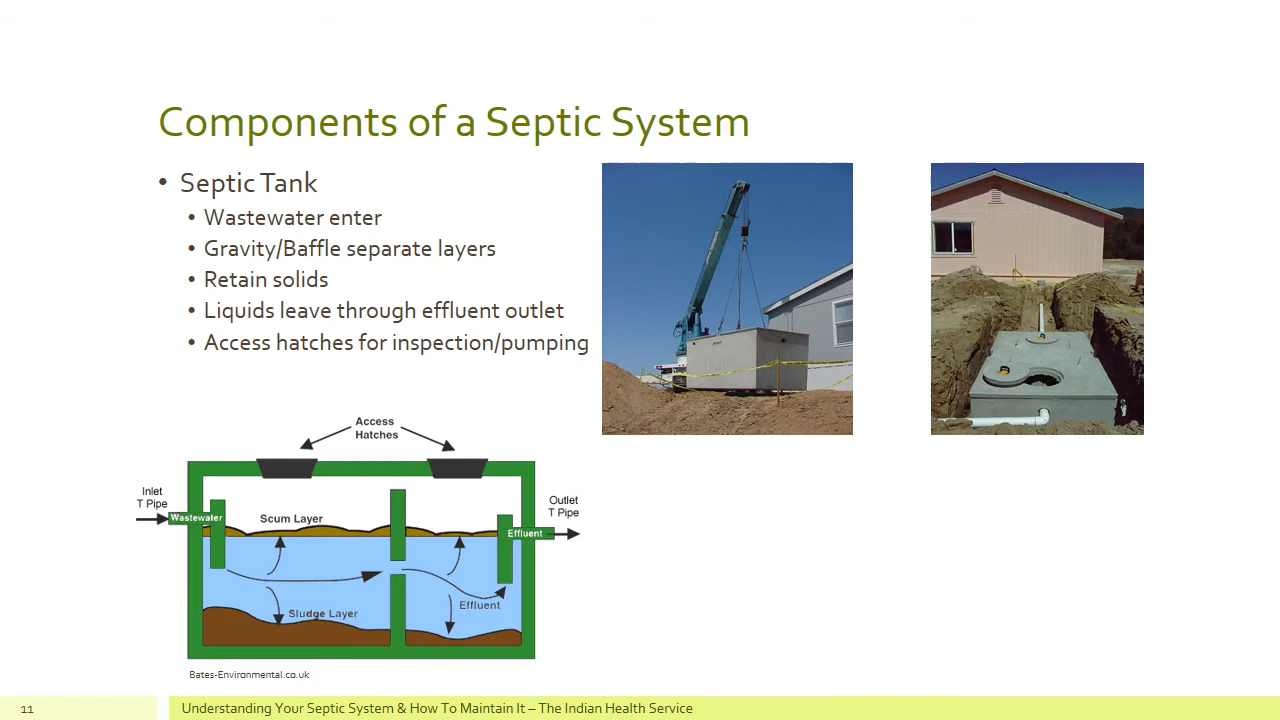 Components of a Septic System
• Septic Tank
• Wastewater enter
• Gravity/Baffle separate layers
• Retain solids
• Liquids leave through effluent outlet
• Access hatches for inspection/pumping
Access
Hatches
Inlet
T Pipe
Wastewater
Scum Layer
Outlet
T Pipe
Effluent
Sludge Layer
Effluent
Bates-Environmental.co.uk
11
Understanding Your Septic System & How To Maintain It – The Indian Health Service